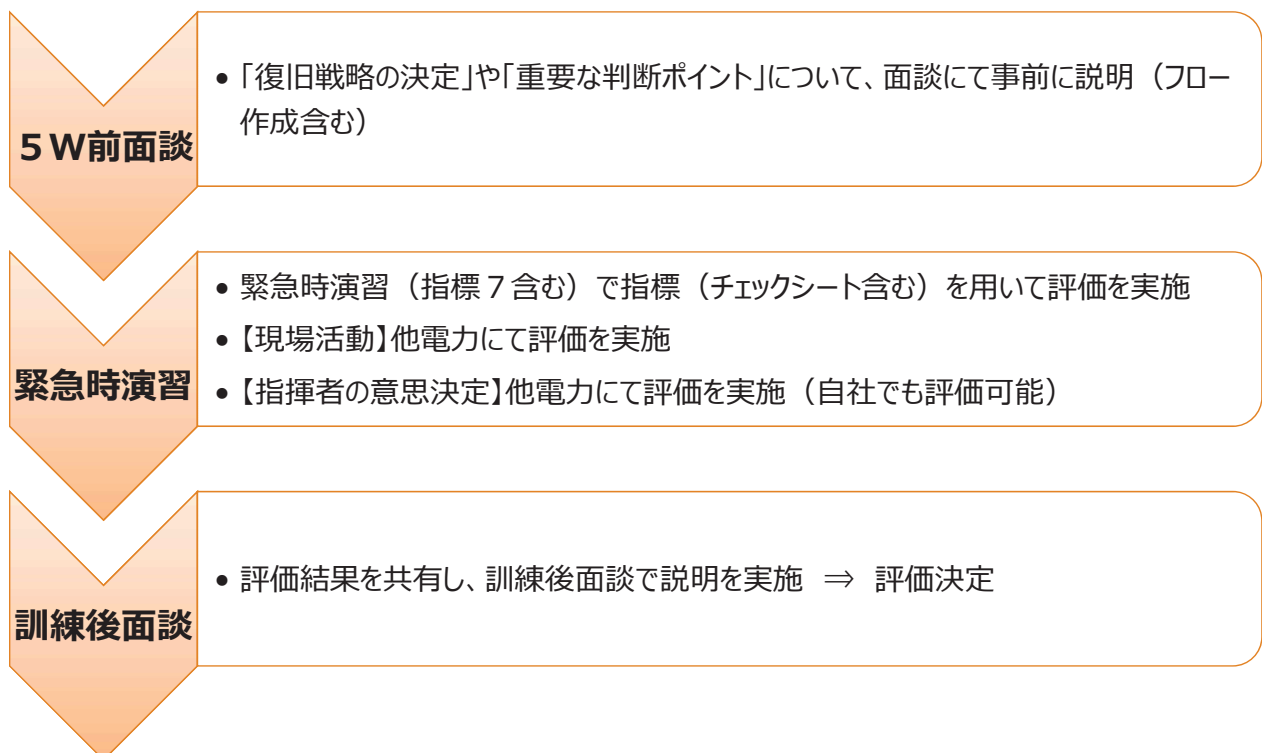 ５Ｗ前面談
• 「復旧戦略の決定」や「重要な判断ポイント」について、面談にて事前に説明（フロー
作成含む）
緊急時演習
• 緊急時演習（指標７含む）で指標（チェックシート含む）を用いて評価を実施
• 【現場活動】他電力にて評価を実施
• 【指揮者の意思決定】他電力にて評価を実施（自社でも評価可能）
訓練後面談
• 評価結果を共有し、訓練後面談で説明を実施 ⇒ 評価決定